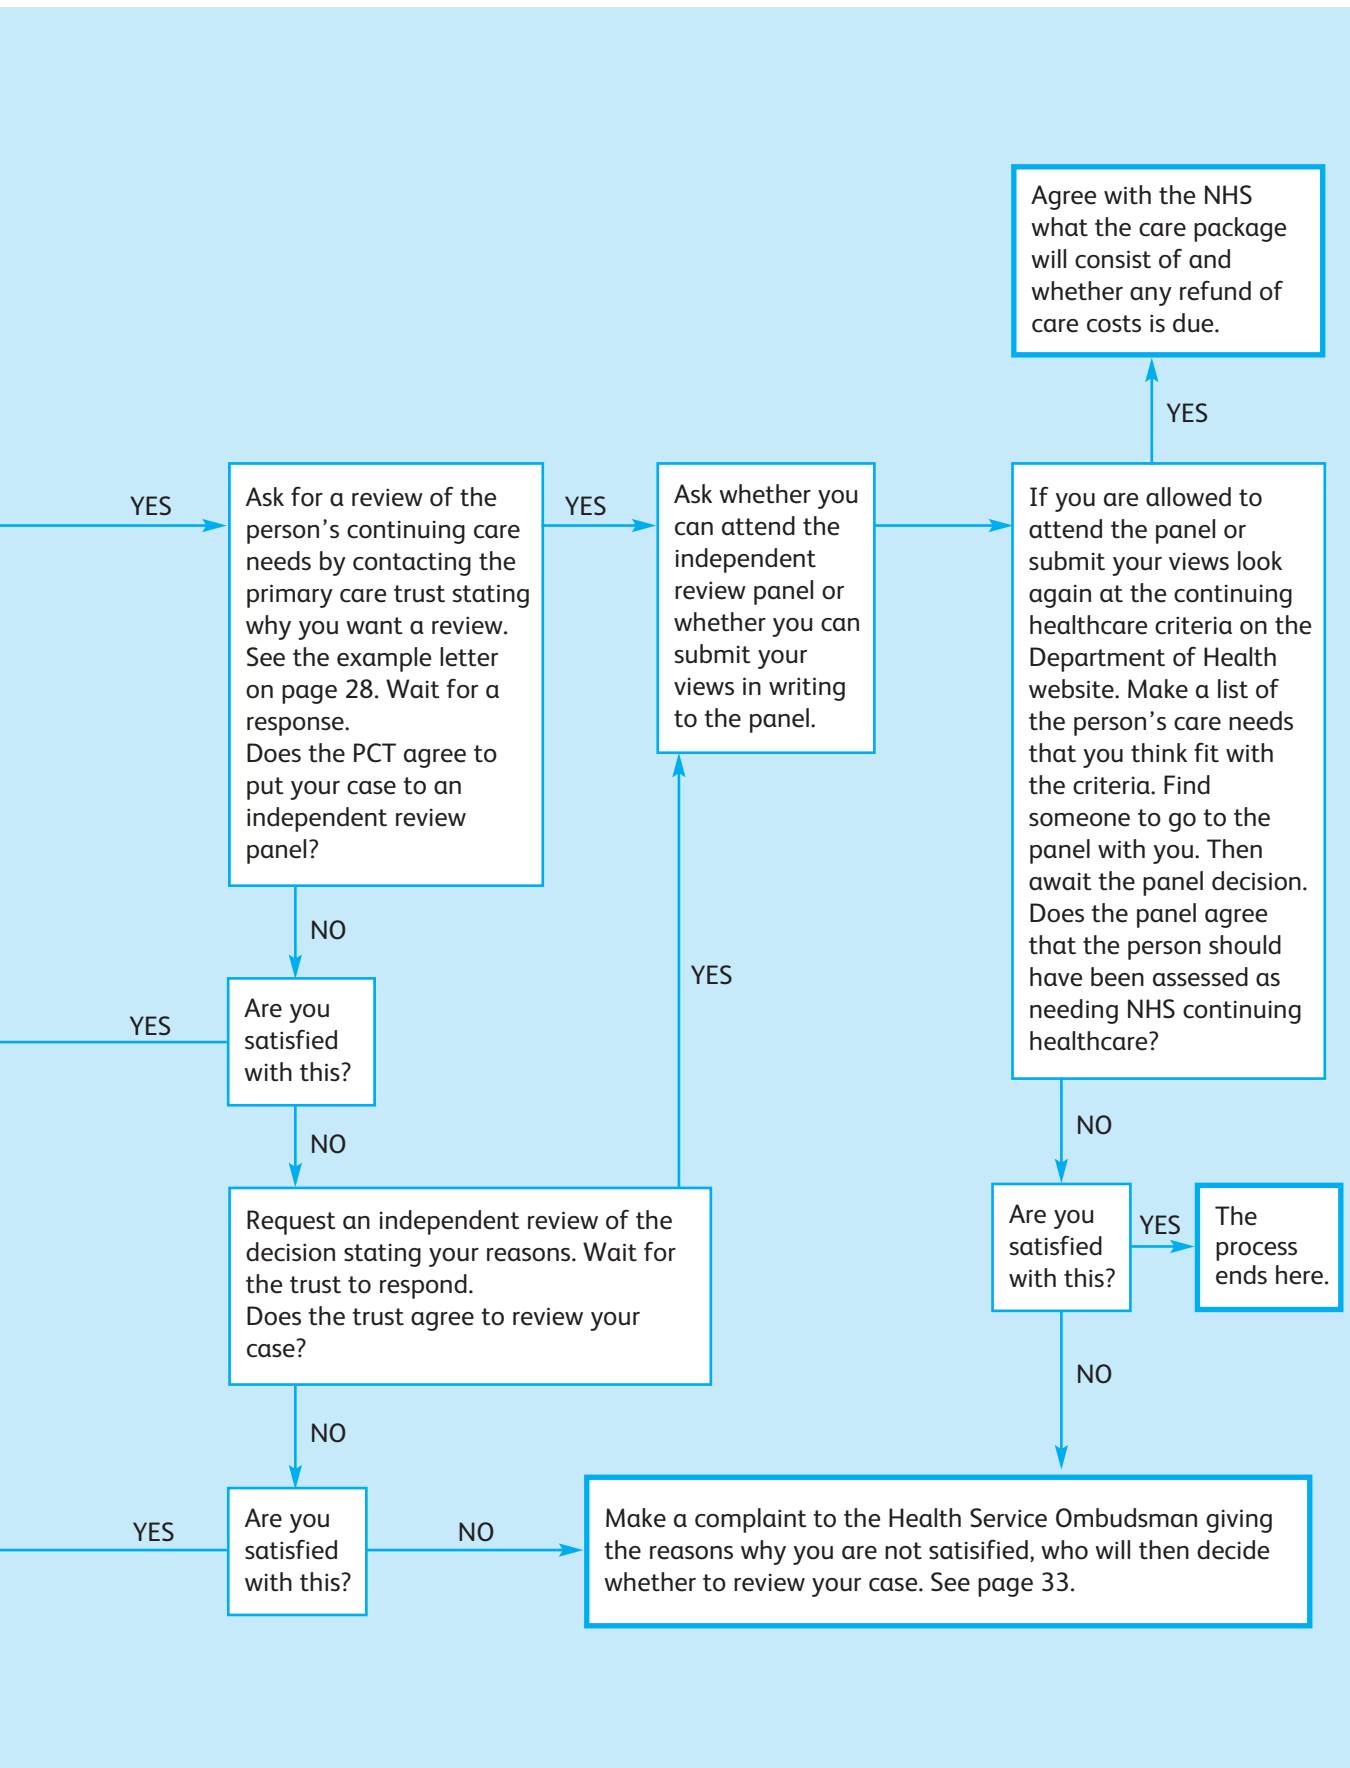 Agree with the NHS
what the care package
will consist of and
whether any refund of
care costs is due.
YES
YES
Ask for a review of the
person’s continuing care
needs by contacting the
primary care trust stating
why you want a review.
See the example letter
on page 28. Wait for a
response.
Does the PCT agree to
put your case to an
independent review
panel?
YES
Ask whether you
can attend the
independent
review panel or
whether you can
submit your
views in writing
to the panel.
If you are allowed to
attend the panel or
submit your views look
again at the continuing
healthcare criteria on the
Department of Health
website. Make a list of
the person’s care needs
that you think fit with
the criteria. Find
someone to go to the
panel with you. Then
await the panel decision.
Does the panel agree
that the person should
have been assessed as
needing NHS continuing
healthcare?
NO
YES
YES
Are you
satisfied
with this?
NO
NO
Request an independent review of the
decision stating your reasons. Wait for
the trust to respond.
Does the trust agree to review your
case?
Are you
satisfied
with this?
YES
The
process
ends here.
NO
NO
YES
Are you
satisfied
with this?
NO
Make a complaint to the Health Service Ombudsman giving
the reasons why you are not satisified, who will then decide
whether to review your case. See page 33.